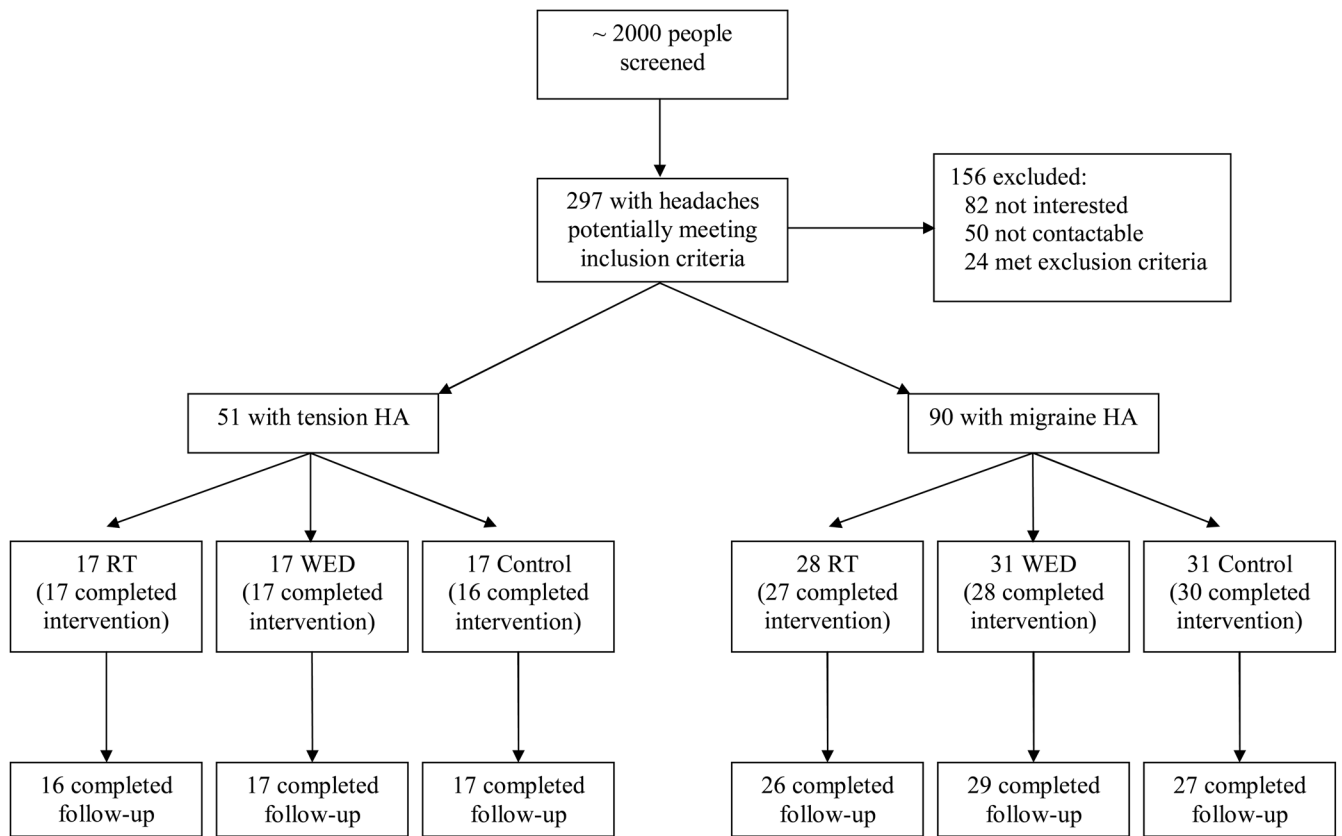 ~ 2000 people
screened
297 with headaches
potentially meeting
inclusion criteria
156 excluded:
82 not interested
50 not contactable
24 met exclusion criteria
51 with tension HA
90 with migraine HA
17 RT
(17 completed
intervention)
17 WED
(17 completed
intervention)
17 Control
(16 completed
intervention)
28 RT
(27 completed
intervention)
31 WED
(28 completed
intervention)
31 Control
(30 completed
intervention)
16 completed
follow-up
17 completed
follow-up
17 completed
follow-up
26 completed
follow-up
29 completed
follow-up
27 completed
follow-up